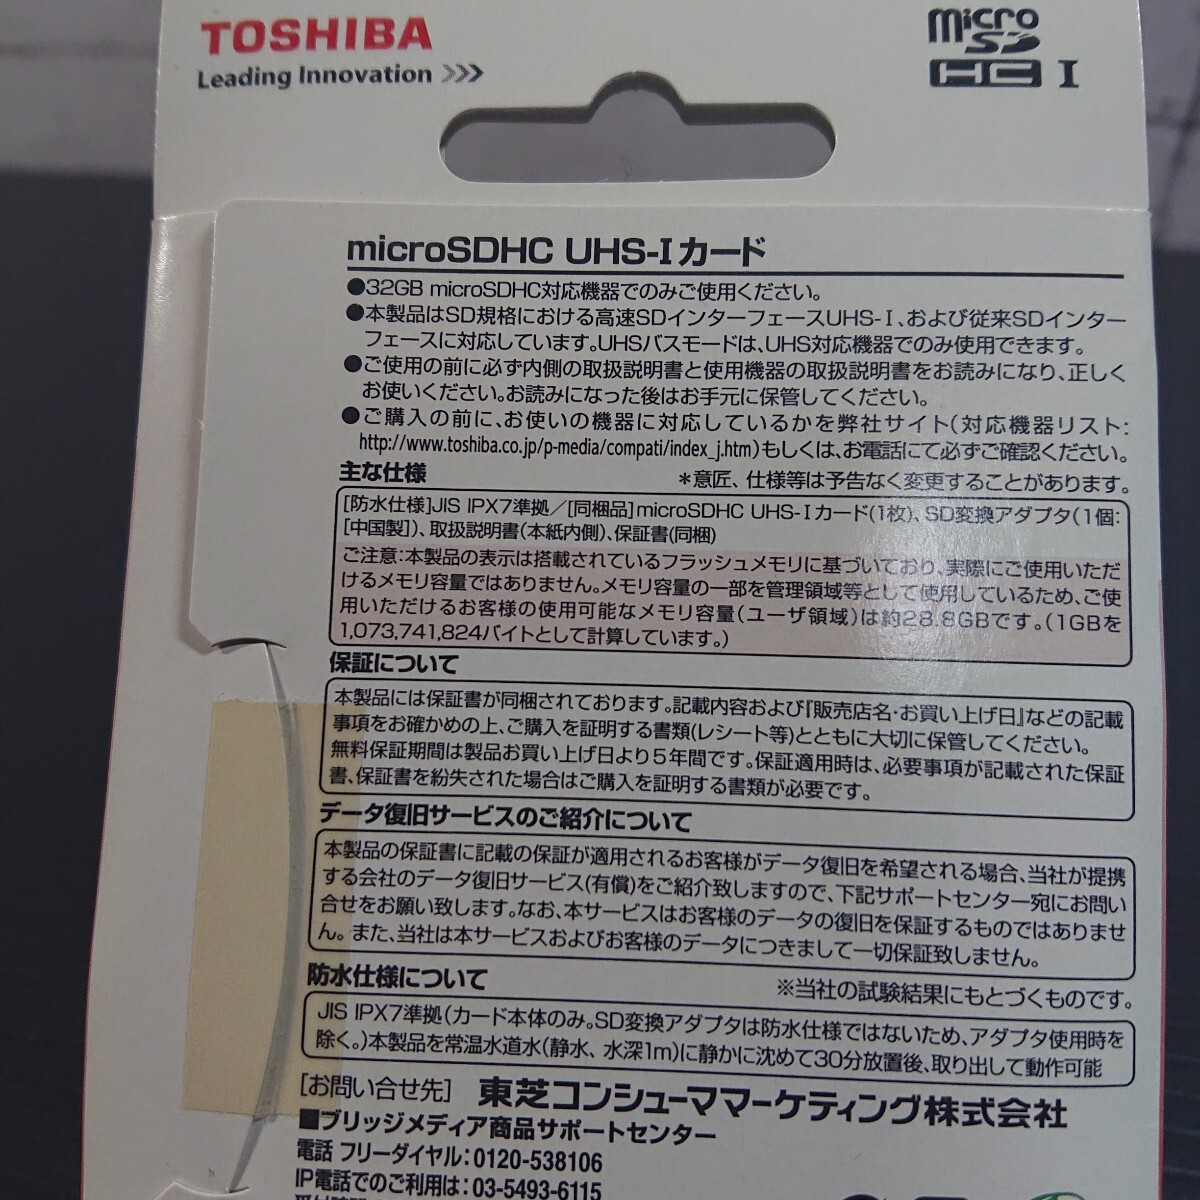 TOSHIBA
Leading Innovation >>>
micro
SD
HC I
microSDHC UHS-Iカード
●32GB microSDHC対応機器でのみご使用ください。
●本製品はSD規格における高速SDインターフェースUHS-I、および従来SDインター
フェースに対応しています。UHSバスモードは、UHS対応機器でのみ使用できます。
●ご使用の前に必ず内側の取扱説明書と使用機器の取扱説明書をお読みになり、正しく
お使いください。お読みになった後はお手元に保管してください。
●ご購入の前に、お使いの機器に対応しているかを弊社サイト(対応機器リスト:
http://www.toshiba.co.jp/p-media/compati/index_j.htm)もしくは、お電話にて必ずご確認ください。
主な仕様
*意匠、仕様等は予告なく変更することがあります。
[防水仕様]JIS IPX7準拠/[同梱品]microSDHC UHS-Iカード(1枚)、SD変換アダプタ(1個:
[中国製])、取扱説明書(本紙内側)、保証書(同梱)
ご注意:本製品の表示は搭載されているフラッシュメモリに基づいており、実際にご使用いただ
けるメモリ容量ではありません。メモリ容量の一部を管理領域等として使用しているため、ご使
用いただけるお客様の使用可能なメモリ容量(ユーザ領域)は約28.8GBです。(1GBを
1,073,741,824バイトとして計算しています。)
保証について
本製品には保証書が同梱されております。記載内容および『販売店名・お買い上げ日』などの記載
事項をお確かめの上、ご購入を証明する書類(レシート等)とともに大切に保管してください。
無料保証期間は製品お買い上げ日より5年間です。保証適用時は、必要事項が記載された保証
書、保証書を紛失された場合はご購入を証明する書類が必要です。
データ復旧サービスのご紹介について
本製品の保証書に記載の保証が適用されるお客様がデータ復旧を希望される場合、当社が提携
する会社のデータ復旧サービス(有償)をご紹介致しますので、下記サポートセンター宛にお問い
合せをお願い致します。なお、本サービスはお客様のデータの復旧を保証するものではありませ
ん。また、当社は本サービスおよびお客様のデータにつきまして一切保証致しません。
防水仕様について
※当社の試験結果にもとづくものです。
JIS IPX7準拠(カード本体のみ。SD変換アダプタは防水仕様ではないため、アダプタ使用時を
除く。)本製品を常温水道水(静水、水深1m)に静かに沈めて30分放置後、取り出して動作可能
[お問い合せ先] 東芝コンシューママーケティング株式会社
■ブリッジメディア商品サポートセンター
電話 フリーダイヤル:0120-538106
IP電話でのご利用は:03-5493-6115